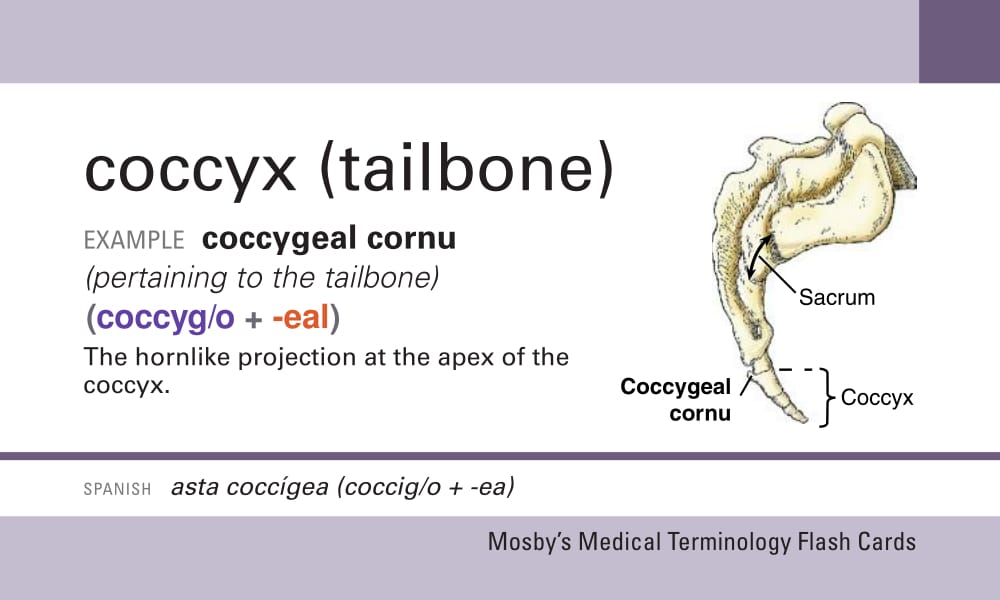 coccyx (tailbone)
EXAMPLE coccygeal cornu
(pertaining to the tailbone)
(coccyg/o + -eal)
The hornlike projection at the apex of the
coccyx.
Sacrum
Coccygeal
cornu
Coccyx
SPANISH asta coccígea (coccig/o + -ea)
Mosby’s Medical Terminology Flash Cards